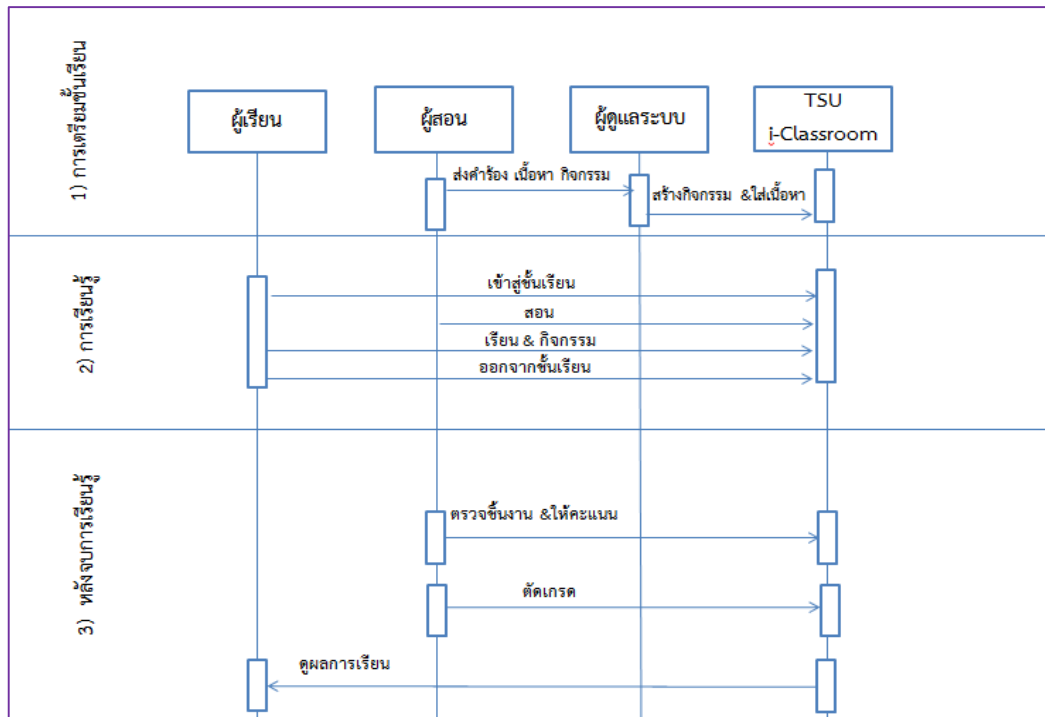 1) การเตรียมชั้นเรียน
ผู้เรียน
ผู้สอน
ผู้ดูแลระบบ
TSU
i-Classroom
ส่งคำร้อง เนื้อหา กิจกรรม
สร้างกิจกรรม &ใส่เนื้อหา
2) การเรียนรู้
เข้าสู่ชั้นเรียน
สอน
เรียน & กิจกรรม
ออกจากชั้นเรียน
3) หลังจบการเรียนรู้
ตรวจชิ้นงาน &ให้คะแนน
ตัดเกรด
ดูผลการเรียน